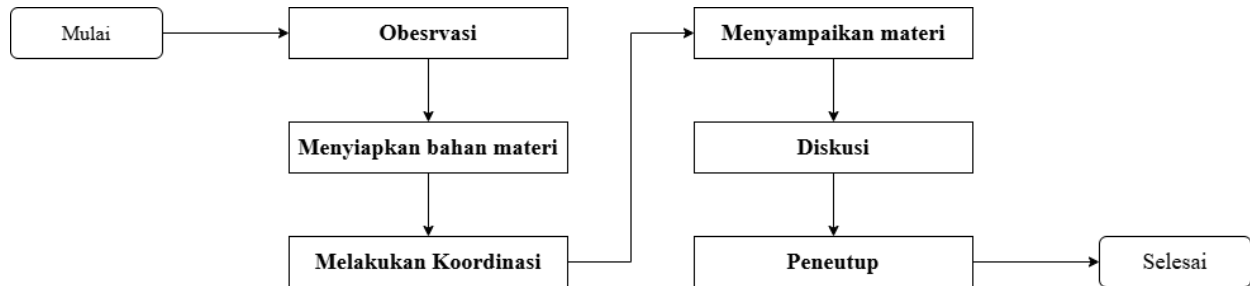 Mulai
Obesrvasi
Menyiapkan bahan materi
Melakukan Koordinasi
Menyampaikan materi
Diskusi
Peneutup
Selesai